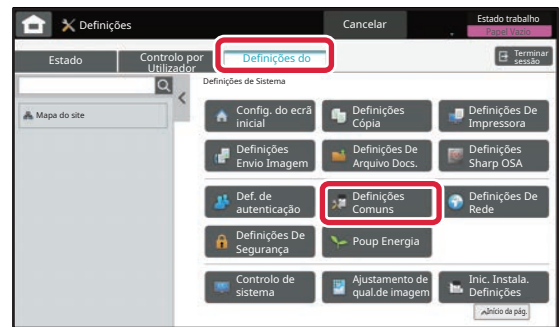 Definições
Cancelar
Estado trabalho
Papel Vazio
Estado
Controlo por
Utilizador
Definições do
Terminar
sessão
Definições de Sistema
Mapa do site
Config. do ecrã
inicial
Definições
Cópia
Definições De
Impressora
Definições
Envio Imagem
Definições De
Arquivo Docs.
Definições
Sharp OSA
Def. de
autenticação
Definições
Comuns
Definições De
Rede
Definições De
Segurança
Poup Energia
Controlo de
sistema
Ajustamento de
qual.de imagem
Inic. Instala.
Definições
Início da pág.